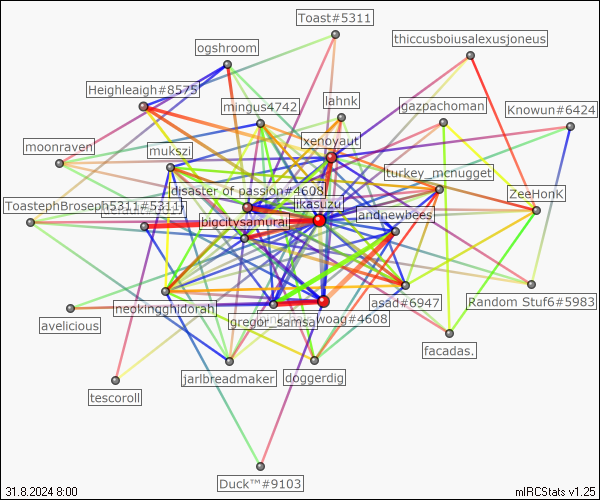 Toast#5311
thiccusboiusalexusjoneus
ogshroom
Heighleaigh#8575
lahnk
mingus4742
gazpachoman
Knowun#6424
xenoyaut
moonraven
mukszi
turkey_mcnugget
disaster of passion#4608
ZeeHonK
ToastephBroseph5311#5311
ikasuzu
andnewbees
bigcitysamurai
asad#6947
Random Stuf6#5983
neokingghidorah
woag#4608
avelicious
gregor_samsa
facadas.
jarlbreadmaker
doggerdig
tescoroll
Duck™#9103
31.8.2024 8:00
mIRCStats v1.25